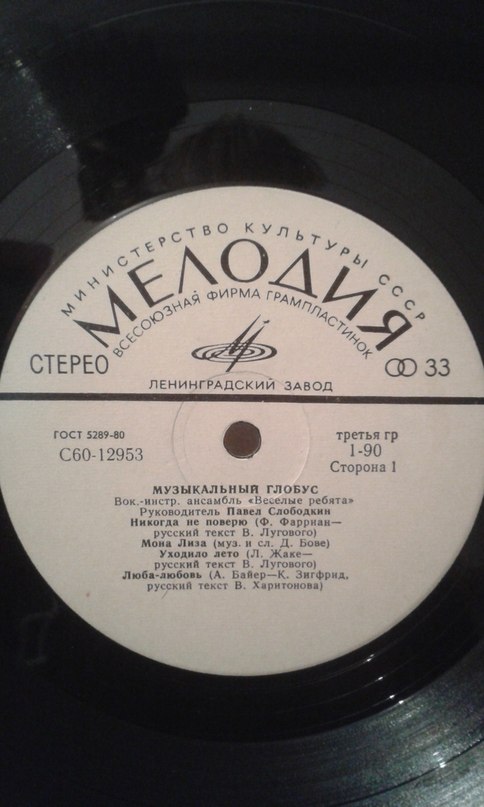 МИНИСТЕРСТВО КУЛЬТУРЫ СССР
МЕЛОДИЯ
ВСЕСОЮЗНАЯ ФИРМА ГРАМПЛАСТИНОК
СТЕРЕО
33
ЛЕНИНГРАДСКИЙ ЗАВОД
ГОСТ 5289-80
С60-12953
третья гр
1-90
Сторона 1
МУЗЫКАЛЬНЫЙ ГЛОБУС
Вок.-инстр. ансамбль «Веселые ребята»
Руководитель Павел Слободкин
Никогда не поверю (Ф. Фарриан—
русский текст В. Лугового)
Мона Лиза (муз. и сл. Д. Бове)
Уходило лето (Л. Жаке—
русский текст В. Лугового)
Люба-любовь (А. Байер—К. Зигфрид,
русский текст В. Харитонова)